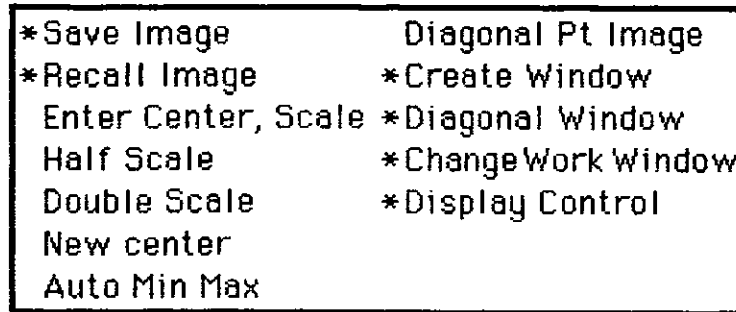 *Save Image
*Recall Image
Enter Center, Scale
Half Scale
Double Scale
New center
Auto Min Max
Diagonal Pt Image
*Create Window
*Diagonal Window
*Change Work Window
*Display Control